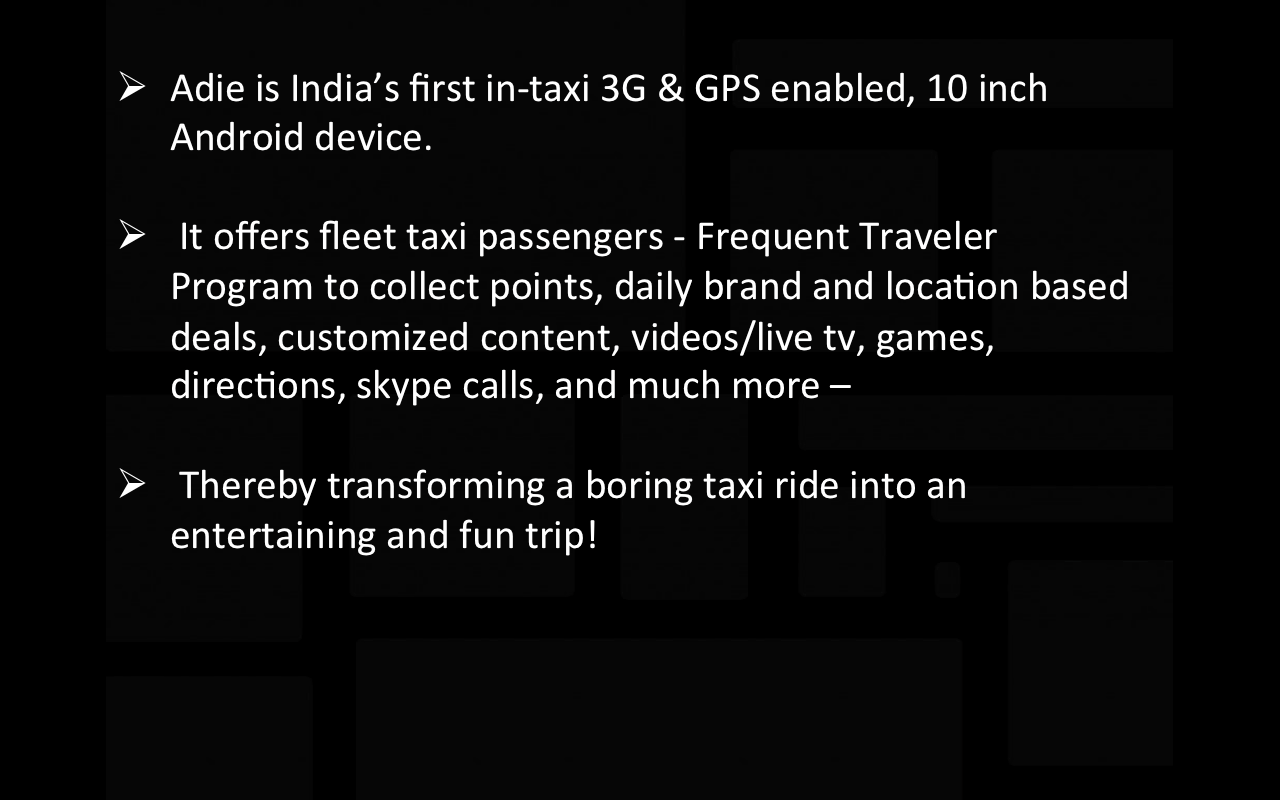 ➢ Adie is India’s first in-taxi 3G & GPS enabled, 10 inch
Android device.
➢ It offers fleet taxi passengers - Frequent Traveler
Program to collect points, daily brand and location based
deals, customized content, videos/live tv, games,
directions, skype calls, and much more –
➢ Thereby transforming a boring taxi ride into an
entertaining and fun trip!